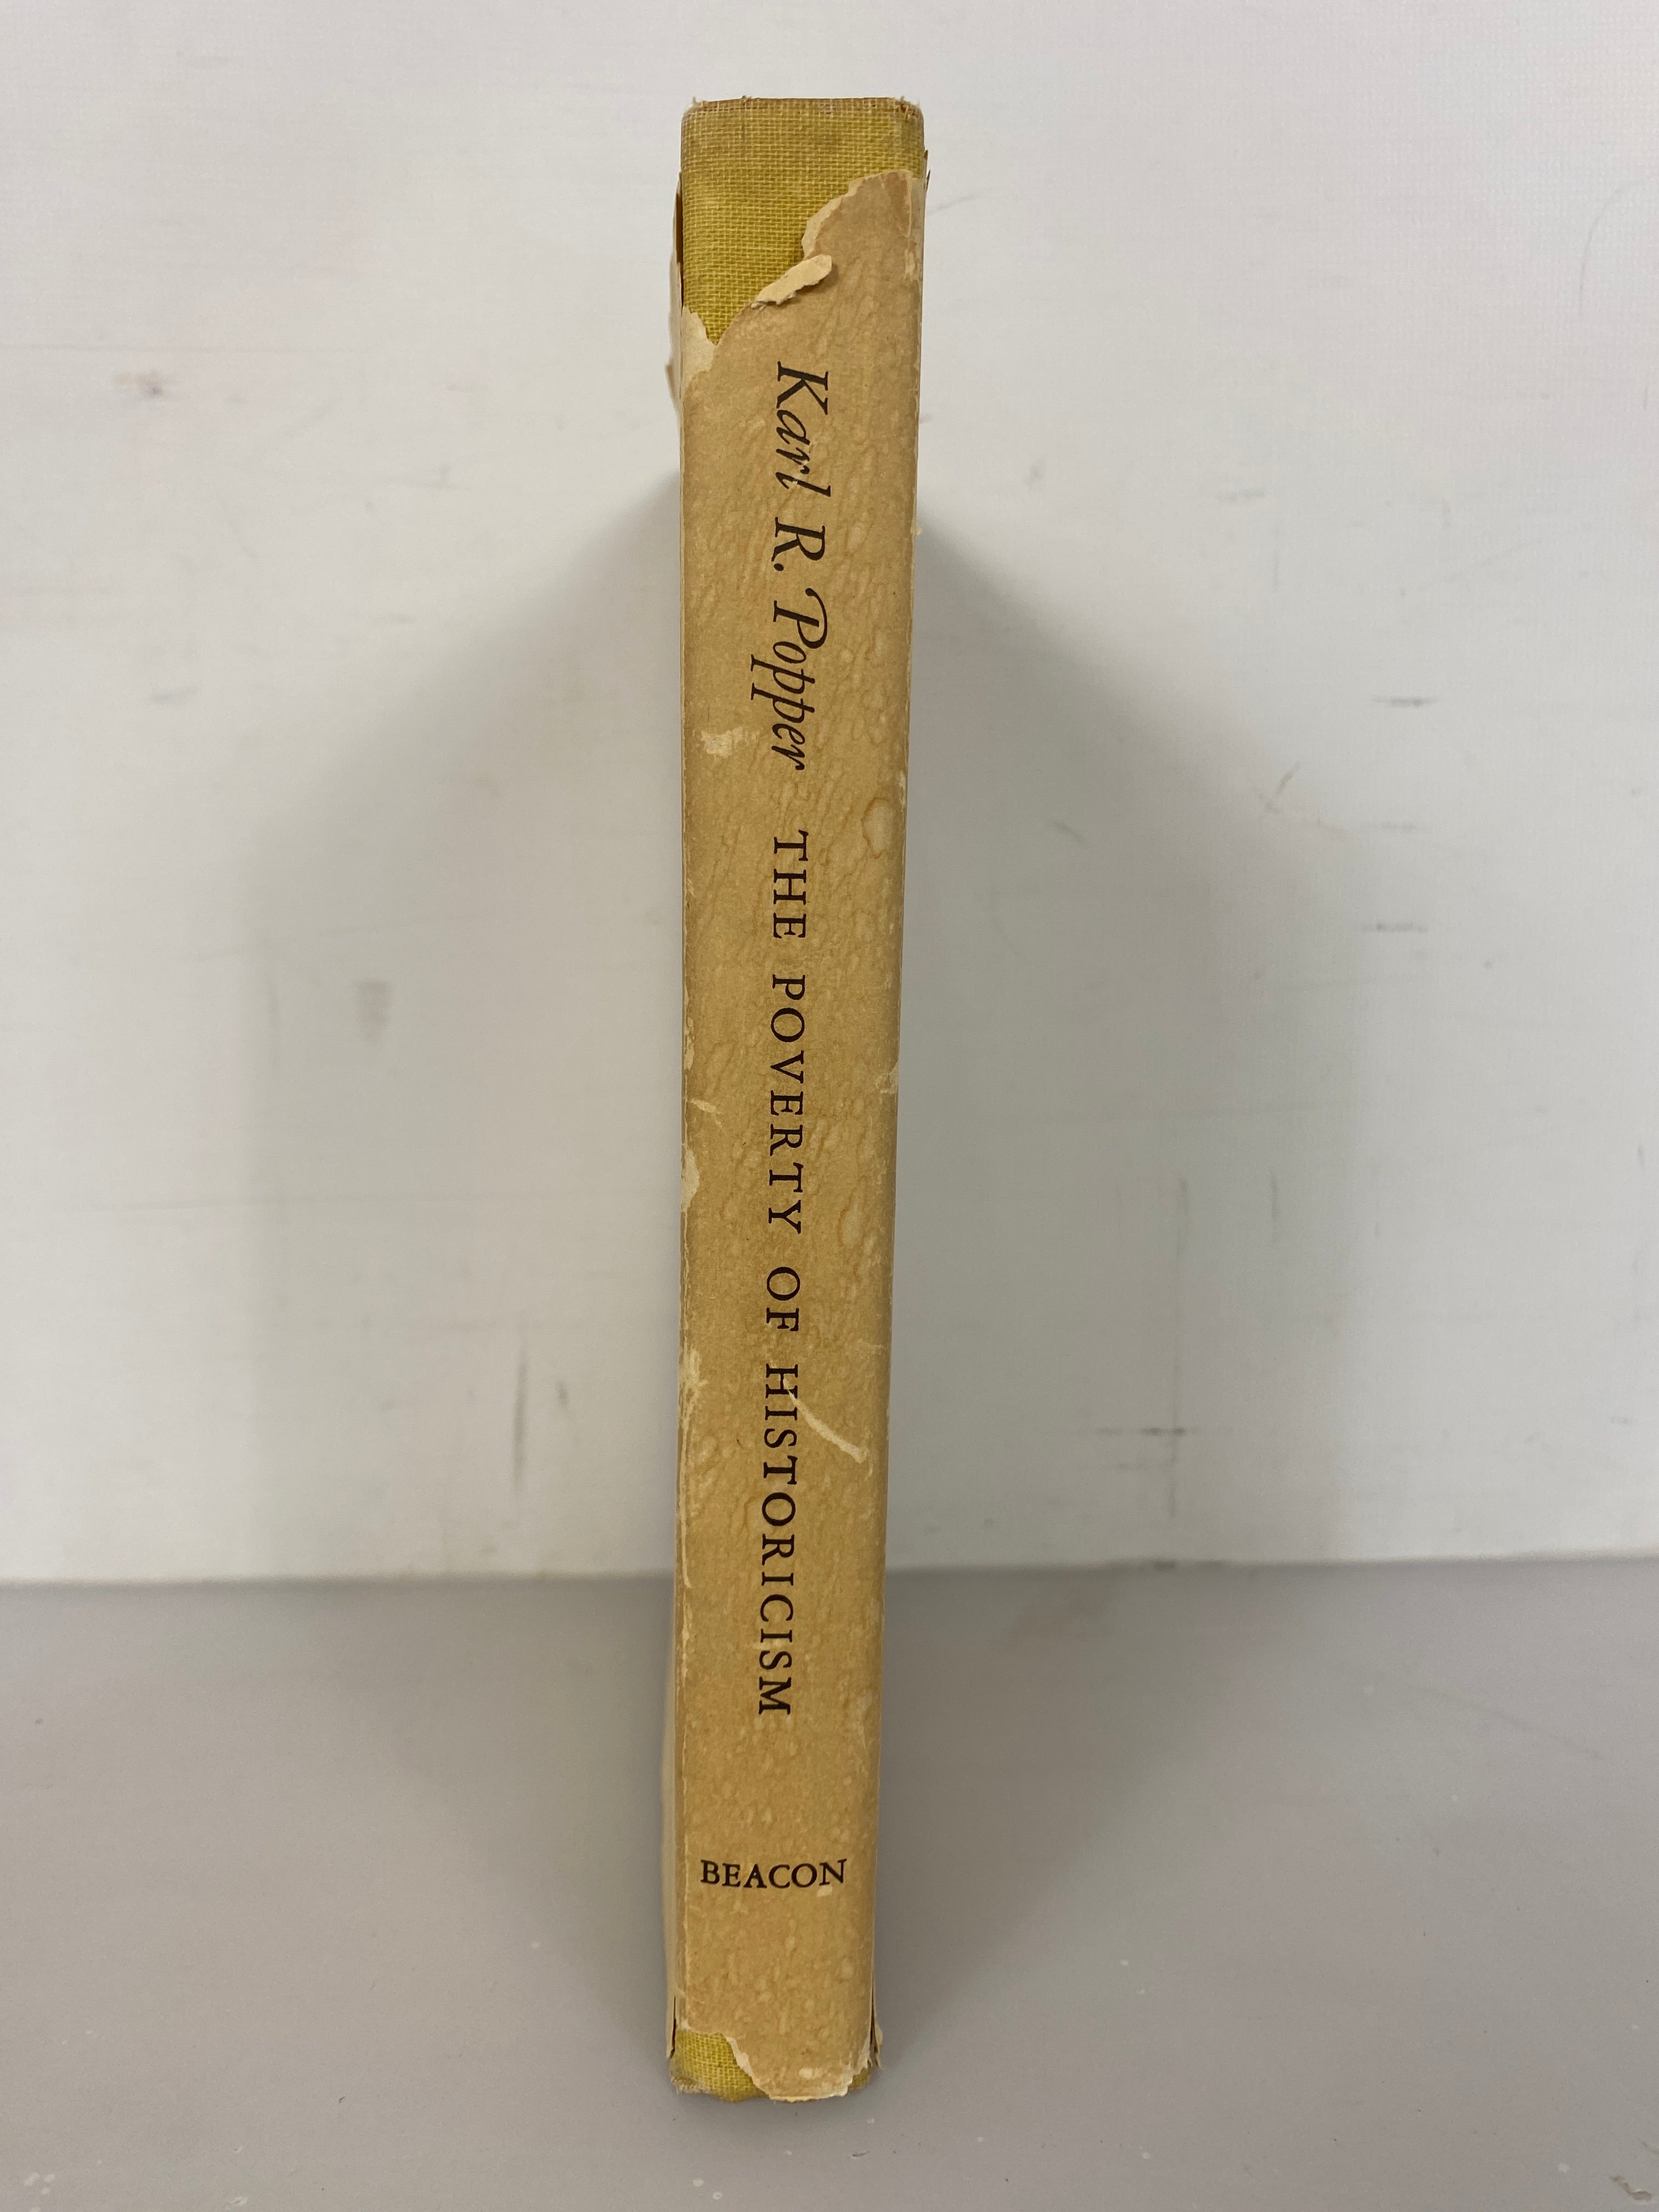 Karl R. Popper THE POVERTY OF HISTORICISM
BEACON